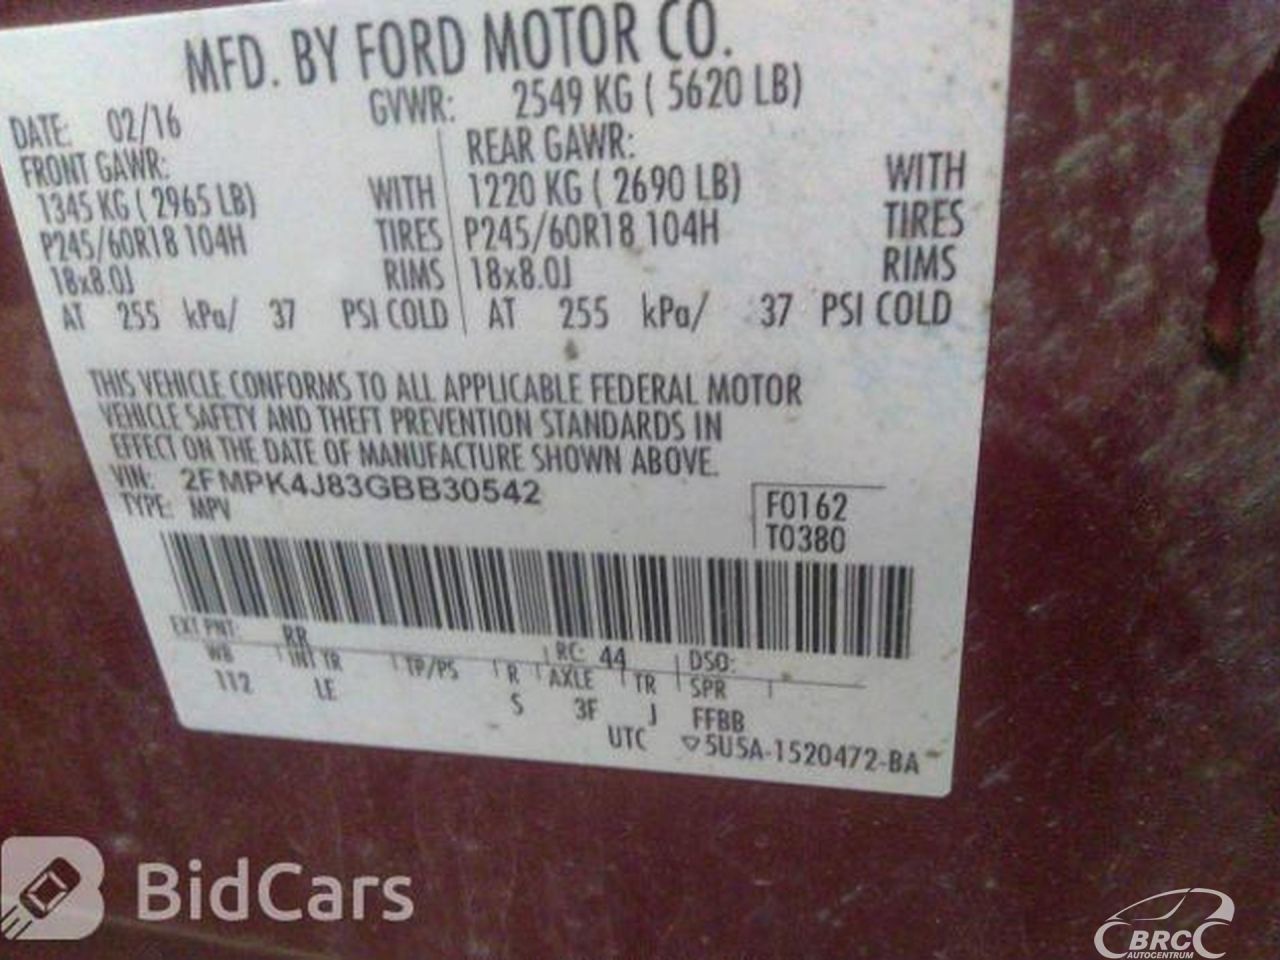 MFD. BY FORD MOTOR CO.
DATE: 02/16 GVWR: 2549 KG ( 5620 LB)
FRONT GAWR: REAR GAWR:
1345 KG ( 2965 LB) WITH 1220 KG ( 2690 LB) WITH
P245/60R18 104H TIRES P245/60R18 104H TIRES
18x8.0J RIMS 18x8.0J RIMS
AT 255 kPa/ 37 PSI COLD AT 255 kPa/ 37 PSI COLD
THIS VEHICLE CONFORMS TO ALL APPLICABLE FEDERAL MOTOR
VEHICLE SAFETY AND THEFT PREVENTION STANDARDS IN
EFFECT ON THE DATE OF MANUFACTURE SHOWN ABOVE.
VIN: 2FMPK4J83GBB30542
TYPE: MPV
F0162
T0380
EXT PNT: RR RC: 44 DSO:
WB INT TR TP/PS R AXLE TR SPR
112 LE S 3F J FFBB
UTC ▽5U5A-1520472-BA
BidCars
BRC
AUTOCENTRUM